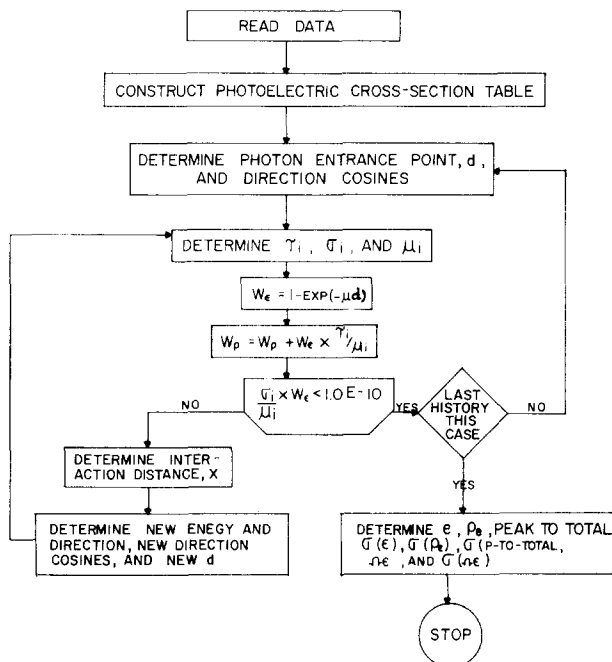 READ DATA
CONSTRUCT PHOTOELECTRIC CROSS-SECTION TABLE
DETERMINE PHOTON ENTRANCE POINT, d,
AND DIRECTION COSINES
DETERMINE τi, σi, AND μi
Wε = 1-EXP(-μd)
Wp = Wp + Wε × τi/μi
σi/μi × Wε < 1.0 E-10
NO
YES
LAST
HISTORY
THIS
CASE
NO
YES
DETERMINE INTER-
ACTION DISTANCE, X
DETERMINE NEW ENEGY AND
DIRECTION, NEW DIRECTION
COSINES, AND NEW d
DETERMINE ε, Pe, PEAK TO TOTAL
σ(ε), σ(Pe), σ(P-TO-TOTAL,
Ωε, AND σ(Ωε)
STOP